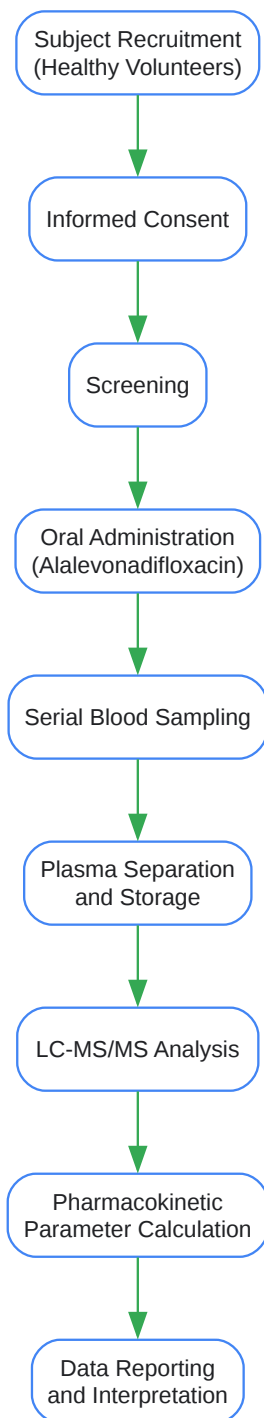 Subject Recruitment
(Healthy Volunteers)
Informed Consent
Screening
Oral Administration
(Alalevonadifloxacin)
Serial Blood Sampling
Plasma Separation
and Storage
LC-MS/MS Analysis
Pharmacokinetic
Parameter Calculation
Data Reporting
and Interpretation